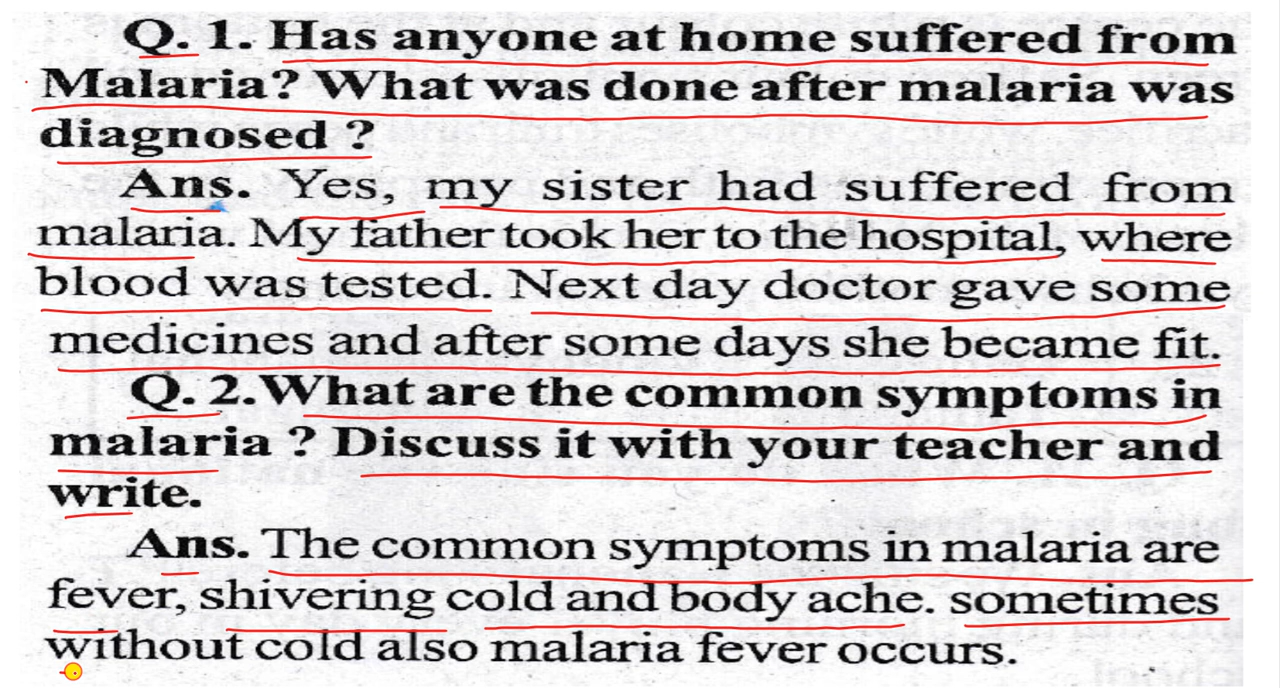 Q. 1. Has anyone at home suffered from
Malaria? What was done after malaria was
diagnosed ?
Ans. Yes, my sister had suffered from
malaria. My father took her to the hospital, where
blood was tested. Next day doctor gave some
medicines and after some days she became fit.
Q. 2. What are the common symptoms in
malaria ? Discuss it with your teacher and
write.
Ans. The common symptoms in malaria are
fever, shivering cold and body ache. sometimes
without cold also malaria fever occurs.